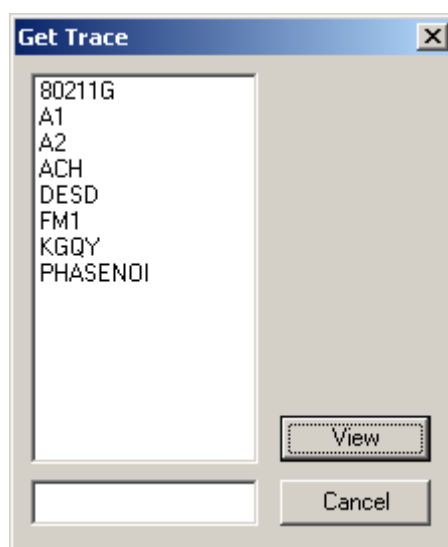 Get Trace
80211G
A1
A2
ACH
DESD
FM1
KGQY
PHASENOI
View
Cancel